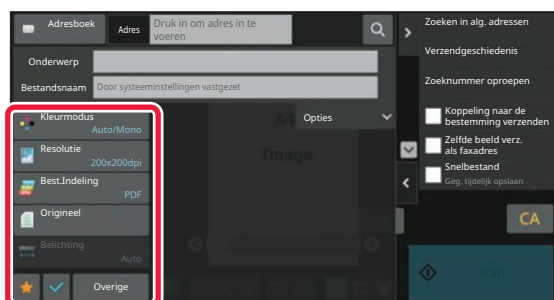 Adresboek
Adres
Druk in om adres in te
voeren
Onderwerp
Bestandsnaam
Door systeeminstellingen vastgezet
Kleurmodus
Auto/Mono
Resolutie
200x200dpi
Best.Indeling
PDF
Origineel
Belichting
Auto
Overige
A4
Opties
Image
Zoeken in alg. adressen
Verzendgeschiedenis
Zoeknummer oproepen
Koppeling naar de
bestemming verzenden
Zelfde beeld verz.
als faxadres
Snelbestand
Geg. tijdelijk opslaan
CA
Start